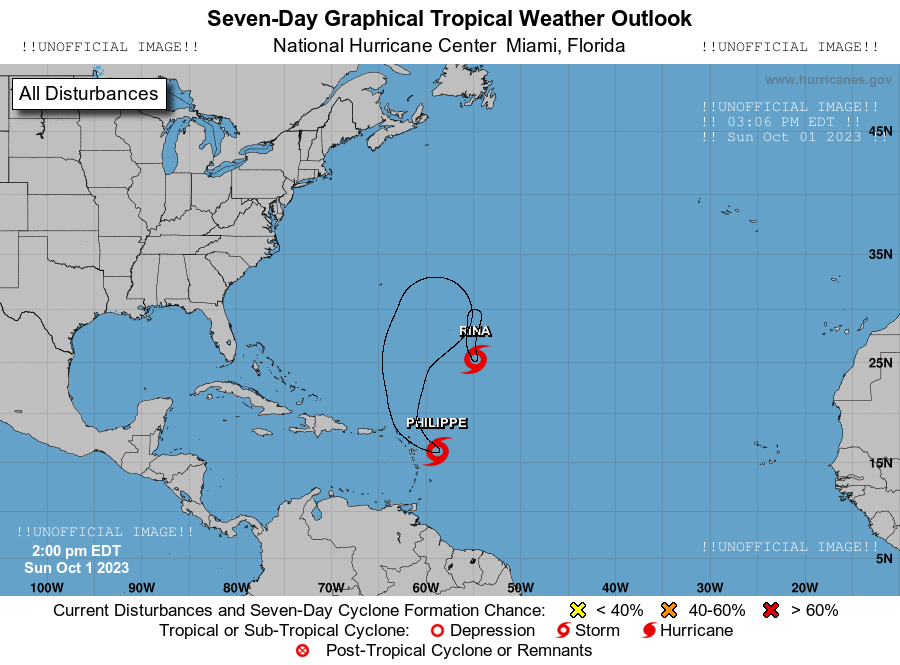 Seven-Day Graphical Tropical Weather Outlook
!!UNOFFICIAL IMAGE!! National Hurricane Center Miami, Florida !!UNOFFICIAL IMAGE!!
All Disturbances
www.hurricanes.gov
!!UNOFFICIAL IMAGE!!
!! 03:06 PM EDT !!
!! Sun Oct 01 2023 !!
45N
35N
RINA
25N
PHILIPPE
15N
!!UNOFFICIAL IMAGE!!
2:00 pm EDT
Sun Oct 1 2023
!!UNOFFICIAL IMAGE!!
5N
100W 90W 80W 70W 60W 50W 40W 30W 20W
Current Disturbances and Seven-Day Cyclone Formation Chance: < 40% 40-60% > 60%
Tropical or Sub-Tropical Cyclone: Depression Storm Hurricane
Post-Tropical Cyclone or Remnants